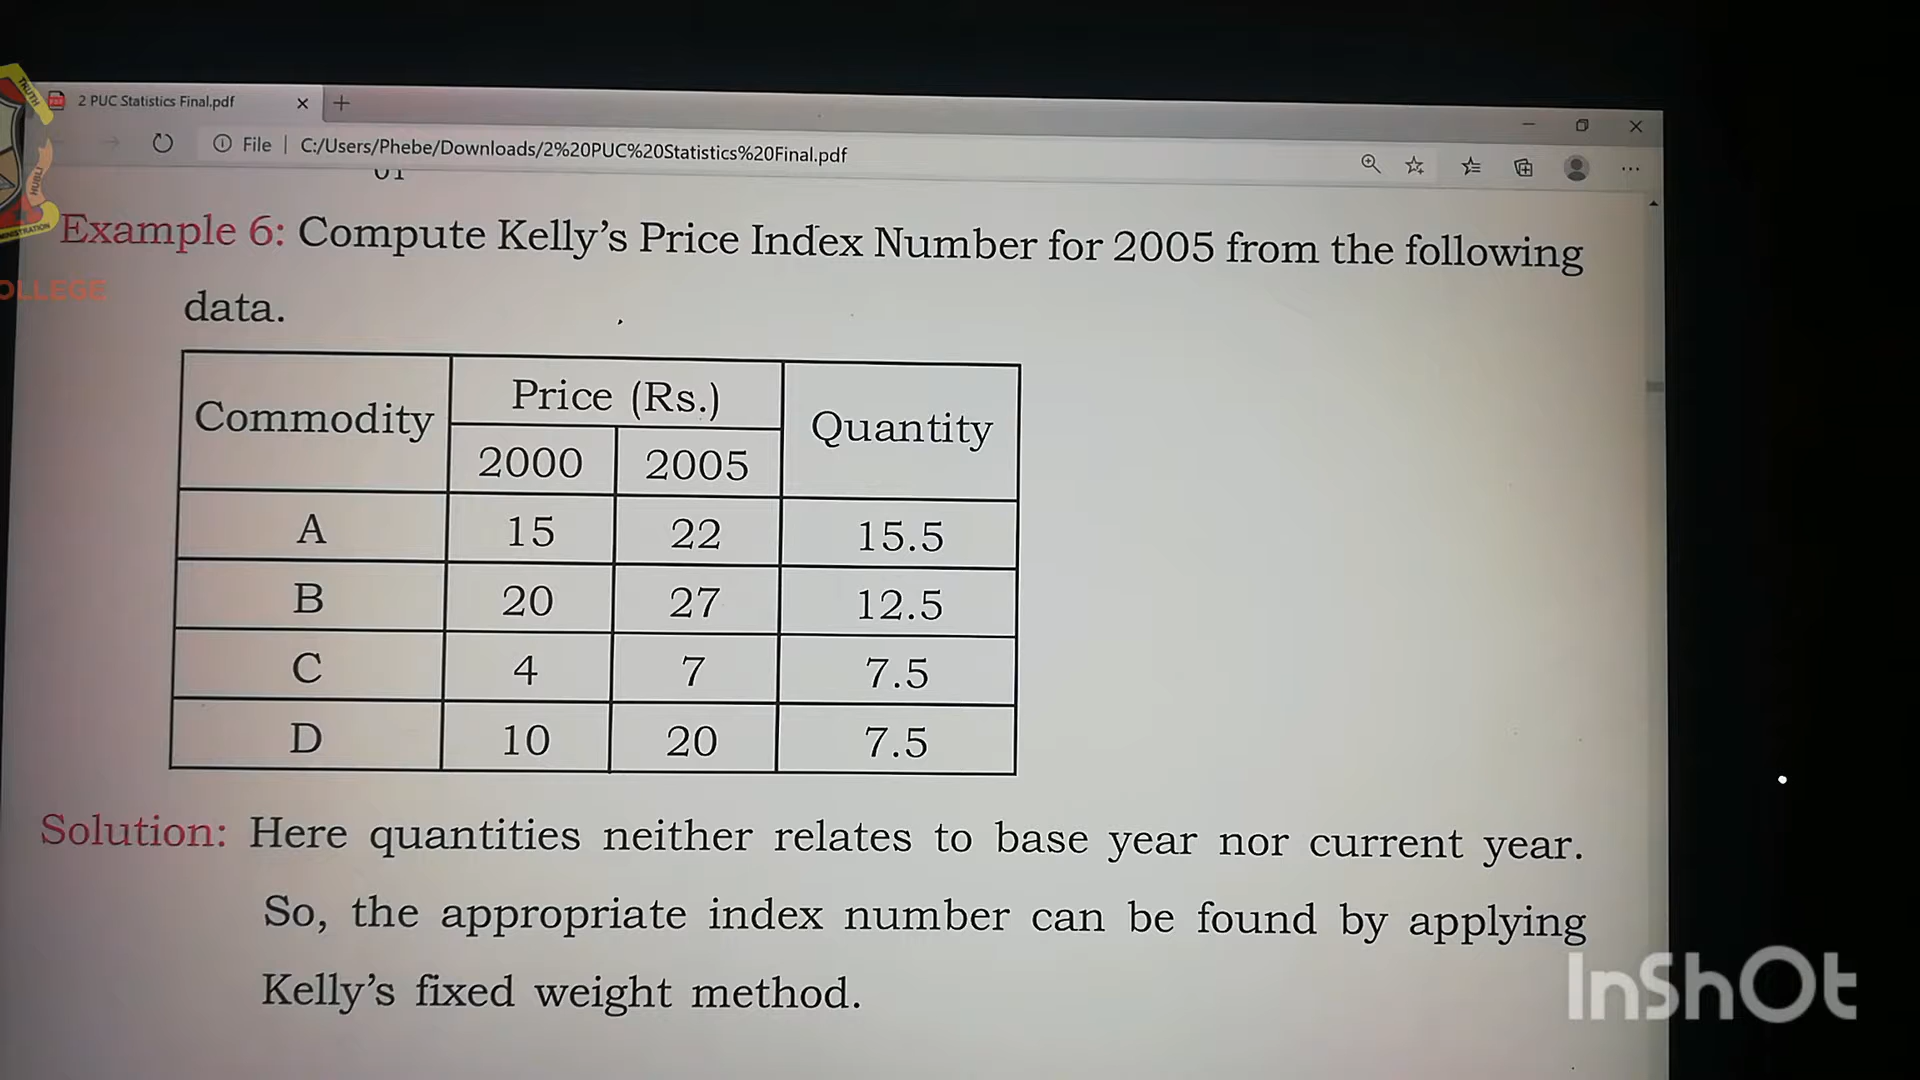 TRUTH
HUBLI
2 PUC Statistics Final.pdf
File | C:/Users/Phebe/Downloads/2%20PUC%20Statistics%20Final.pdf
Example 6: Compute Kelly's Price Index Number for 2005 from the following
OLLEGE
data.
Commodity Price (Rs.) Quantity
2000 2005
A 15 22 15.5
B 20 27 12.5
C 4 7 7.5
D 10 20 7.5
Solution: Here quantities neither relates to base year nor current year.
So, the appropriate index number can be found by applying
Kelly's fixed weight method.
InShOt